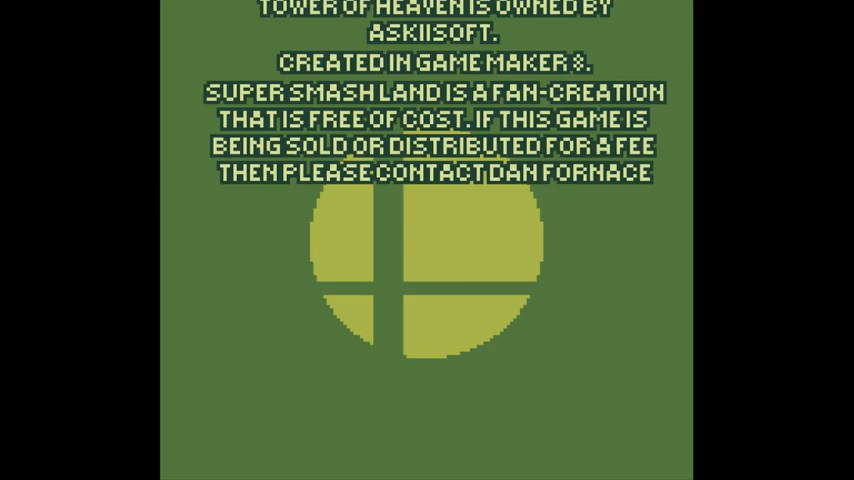 TOWER OF HEAVEN IS OWNED BY
ASKIISOFT.
CREATED IN GAME MAKER 8.
SUPER SMASH LAND IS A FAN-CREATION
THAT IS FREE OF COST. IF THIS GAME IS
BEING SOLD OR DISTRIBUTED FOR A FEE
THEN PLEASE CONTACT DAN FORNACE